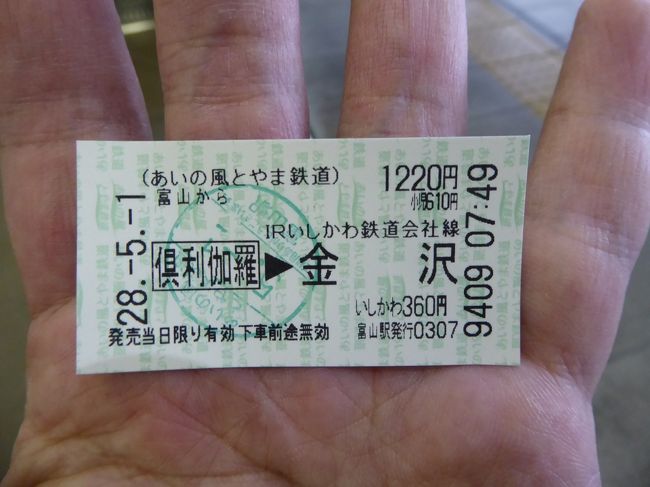 (あいの風とやま鉄道)
富山から
1220円
小児610円
IRいしかわ鉄道会社線
倶利伽羅▶金 沢
いしかわ360円
発売当日限り有効下車前途無効
富山駅発行0307
28.-5.-1
9409 07:49